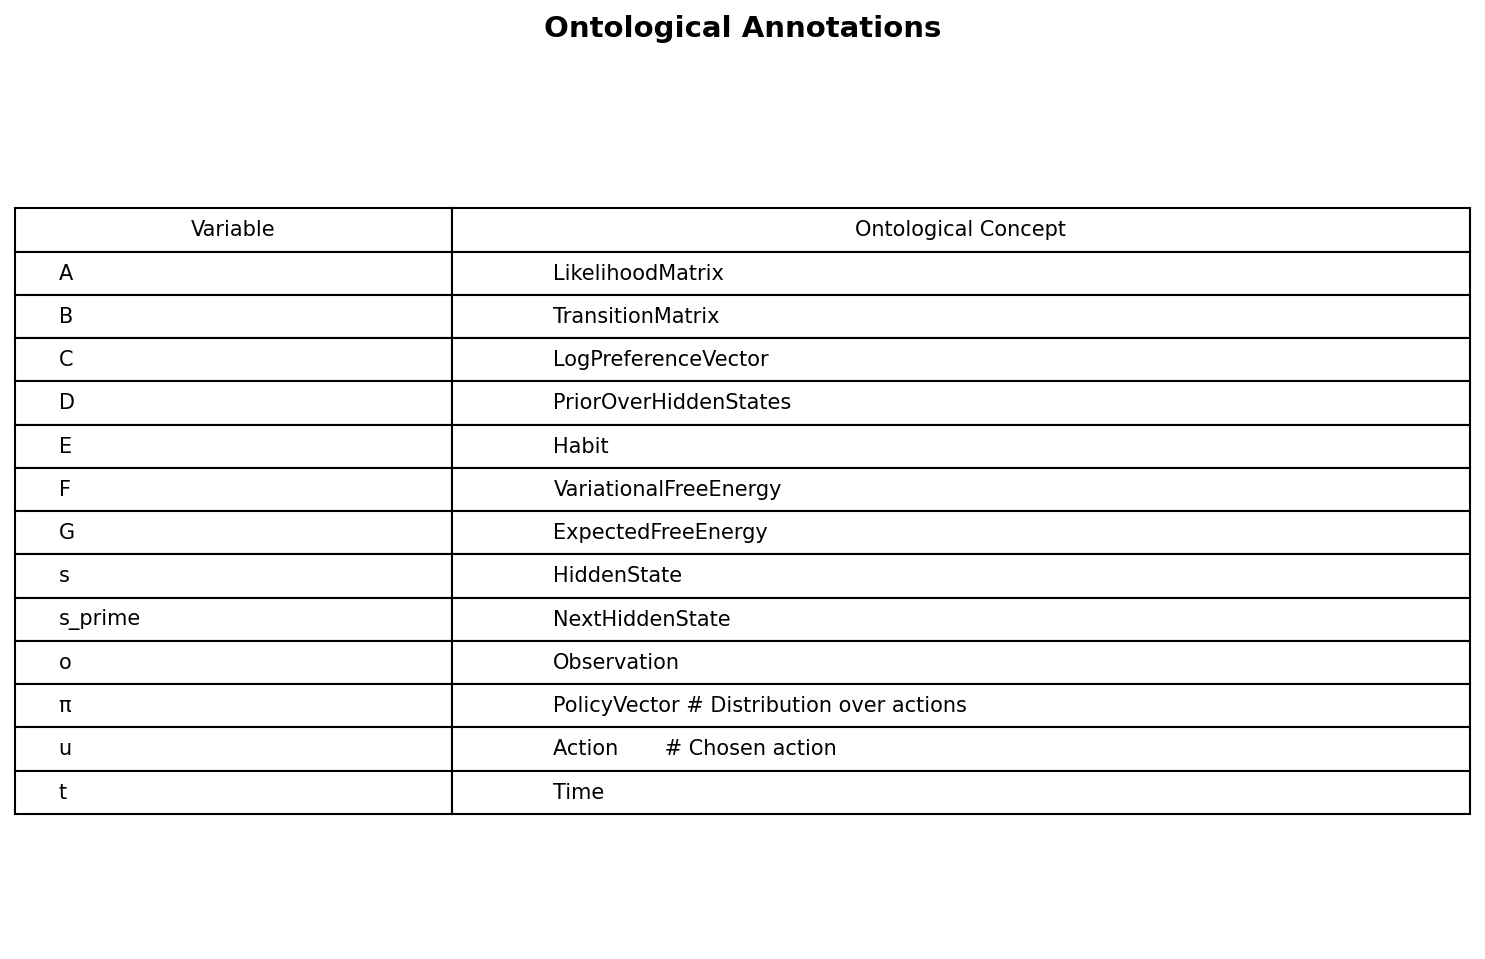 Ontological Annotations
Variable Ontological Concept
A LikelihoodMatrix
B TransitionMatrix
C LogPreferenceVector
D PriorOverHiddenStates
E Habit
F VariationalFreeEnergy
G ExpectedFreeEnergy
s HiddenState
s_prime NextHiddenState
o Observation
π PolicyVector # Distribution over actions
u Action # Chosen action
t Time